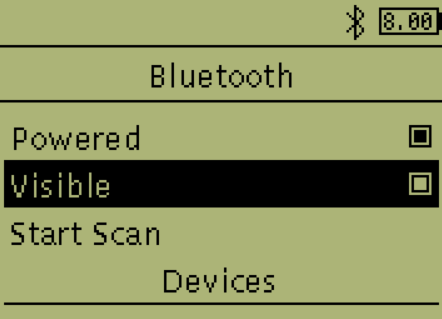 8.00
Bluetooth
Powered
Visible
Start Scan
Devices